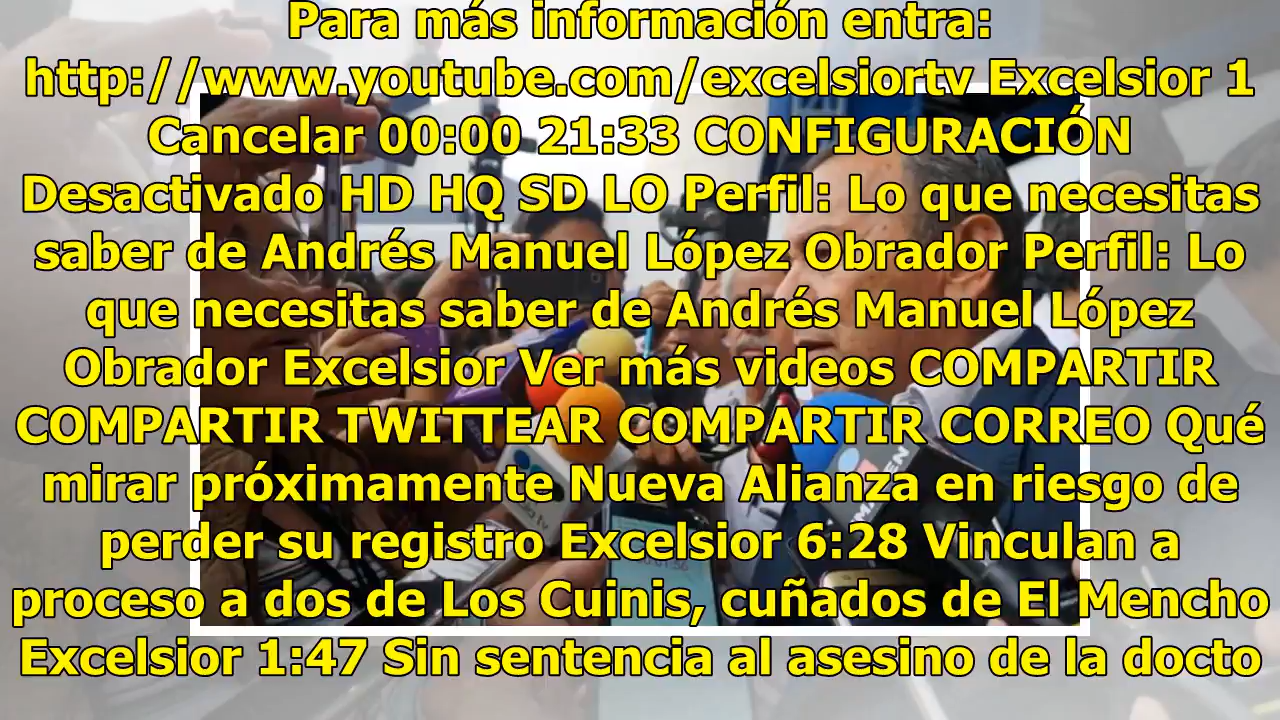 Para más información entra:
http://www.youtube.com/excelsiortv Excelsior 1
Cancelar 00:00 21:33 CONFIGURACIÓN
Desactivado HD HQ SD LO Perfil: Lo que necesitas
saber de Andrés Manuel López Obrador Perfil: Lo
que necesitas saber de Andrés Manuel López
Obrador Excelsior Ver más videos COMPARTIR
COMPARTIR TWITTEAR COMPARTIR CORREO Qué
mirar próximamente Nueva Alianza en riesgo de
perder su registro Excelsior 6:28 Vinculan a
proceso a dos de Los Cuinis, cuñados de El Mencho
Excelsior 1:47 Sin sentencia al asesino de la docto